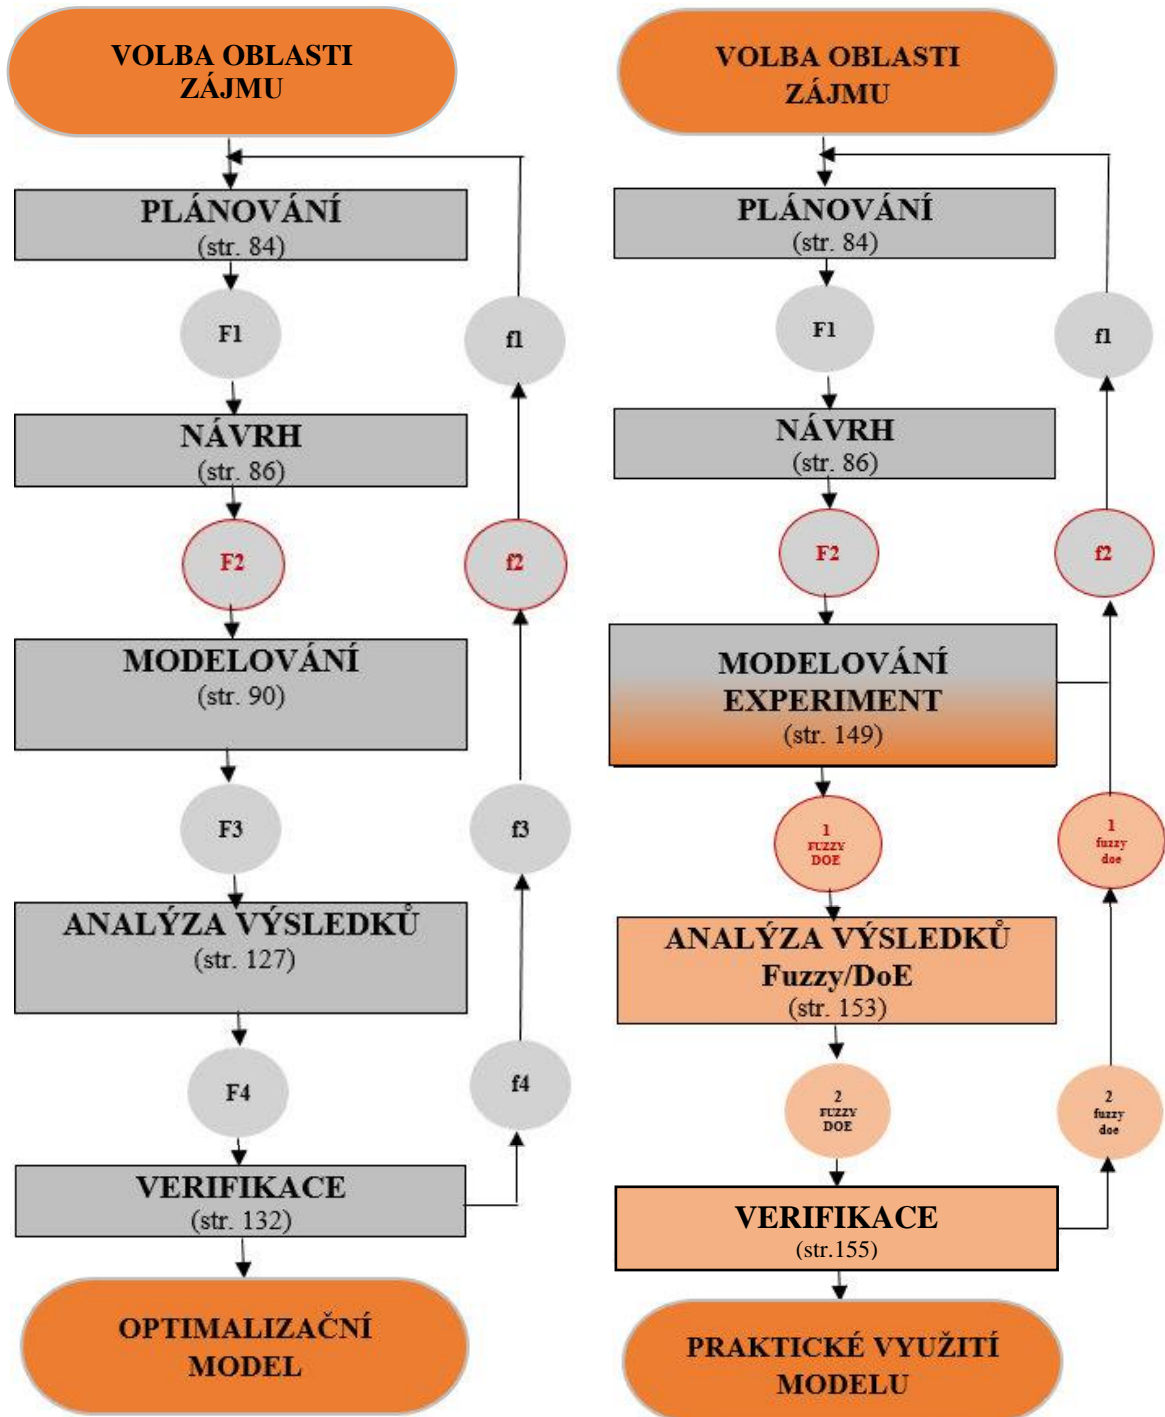 VOLBA OBLASTI
ZÁJMU
PLÁNOVÁNÍ
(str. 84)
F1
f1
NÁVRH
(str. 86)
F2
f2
MODELOVÁNÍ
(str. 90)
F3
f3
ANALÝZA VÝSLEDKŮ
(str. 127)
F4
f4
VERIFIKACE
(str. 132)
OPTIMALIZAČNÍ
MODEL
VOLBA OBLASTI
ZÁJMU
PLÁNOVÁNÍ
(str. 84)
F1
f1
NÁVRH
(str. 86)
F2
f2
MODELOVÁNÍ
EXPERIMENT
(str. 149)
1
FUZZY
DOE
1
fuzzy
doe
ANALÝZA VÝSLEDKŮ
Fuzzy/DoE
(str. 153)
2
FUZZY
DOE
2
fuzzy
doe
VERIFIKACE
(str.155)
PRAKTICKÉ VYUŽITÍ
MODELU